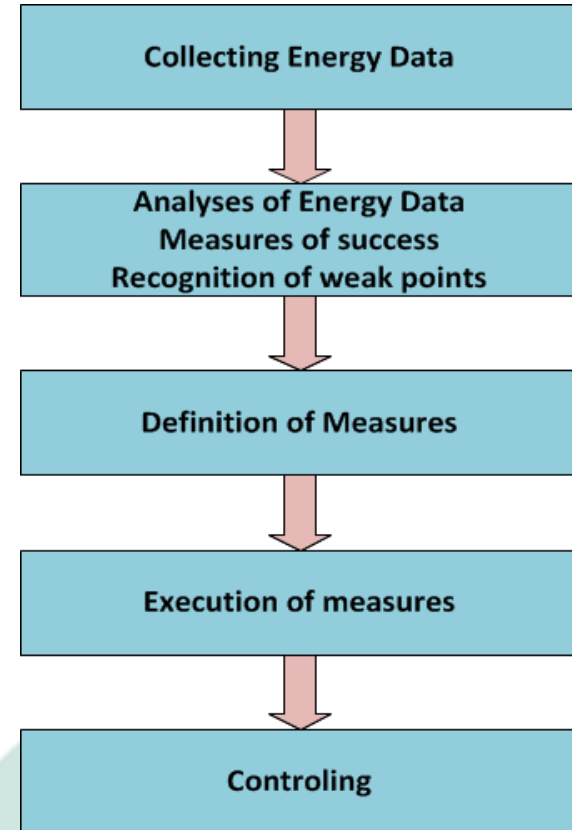 Collecting Energy Data
Analyses of Energy Data
Measures of success
Recognition of weak points
Definition of Measures
Execution of measures
Controling